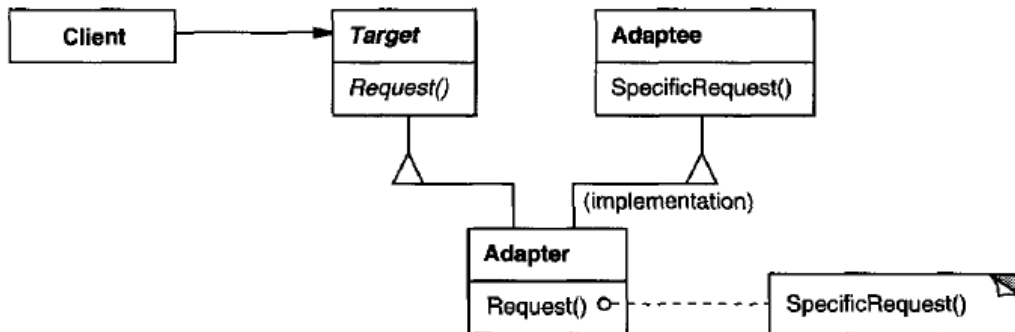 Client
Target
Request()
Adaptee
SpecificRequest()
(implementation)
Adapter
Request()
SpecificRequest()